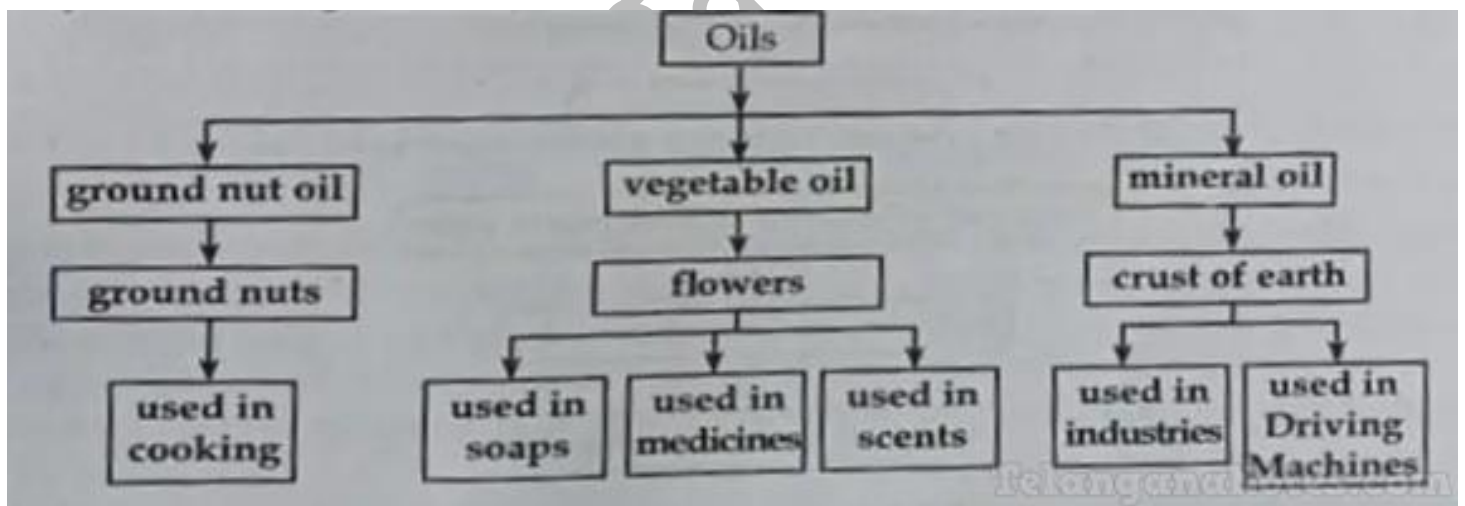 Oils
ground nut oil
vegetable oil
mineral oil
ground nuts
flowers
crust of earth
used in
cooking
used in
soaps
used in
medicines
used in
scents
used in
industries
used in
Driving
Machines